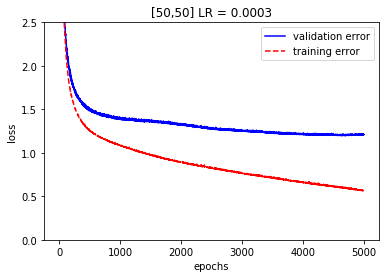 [50,50] LR = 0.0003
validation error
training error
loss
2.5
2.0
1.5
1.0
0.5
0.0
0 1000 2000 3000 4000 5000
epochs